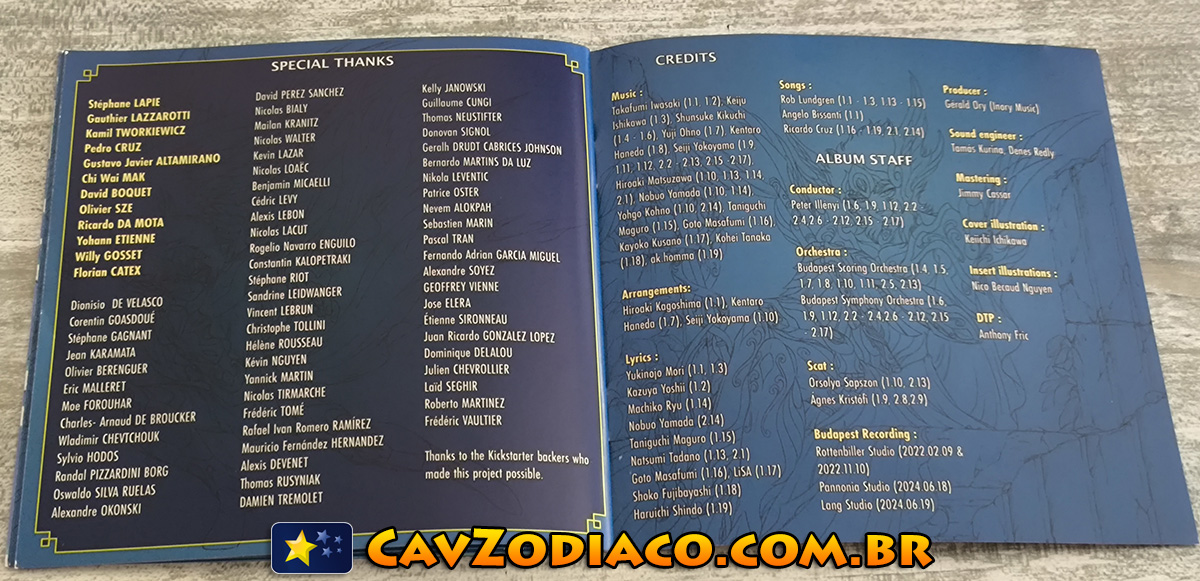 SPECIAL THANKS
Stéphane LAPIE
Gauthier LAZZAROTTI
Kamil TWORKIEWICZ
Pedro CRUZ
Gustavo Javier ALTAMIRANO
Chi Wai MAK
David BOQUET
Olivier SZE
Ricardo DA MOTA
Yohann ETIENNE
Willy GOSSET
Florian CATEX
Dionisio DE VELASCO
Corentin GOASDOUÉ
Stéphane GAGNANT
Jean KARAMATA
Olivier BERENGUER
Eric MALLERET
Moe FOROUHAR
Charles- Arnaud DE BROUCKER
Wladimir CHEVTCHOUK
Sylvio HODOS
Randal PIZZARDINI BORG
Oswaldo SILVA RUELAS
Alexandre OKONSKI
David PEREZ SANCHEZ
Nicolas BIALY
Maïlan KRANITZ
Nicolas WALTER
Kevin LAZAR
Nicolas LOAËC
Benjamin MICAELLI
Cédric LEVY
Alexis LEBON
Nicolas LACUT
Rogelio Navarro ENGUILO
Constantin KALOPETRAKI
Stéphane RIOT
Sandrine LEIDWANGER
Vincent LEBRUN
Christophe TOLLINI
Hélène ROUSSEAU
Kévin NGUYEN
Yannick MARTIN
Nicolas TIRMARCHE
Frédéric TOMÉ
Rafael Ivan Romero RAMÍREZ
Mauricio Fernández HERNANDEZ
Alexis DEVENET
Thomas RUSYNIAK
DAMIEN TREMOLET
Kelly JANOWSKI
Guillaume CUNGI
Thomas NEUSTIFTER
Donovan SIGNOL
Geralh DRUDT CABRICES JOHNSON
Bernardo MARTINS DA LUZ
Nikola LEVENTIC
Patrice OSTER
Nevem ALOKPAH
Sebastien MARIN
Pascal TRAN
Fernando Adrian GARCIA MIGUEL
Alexandre SOYEZ
GEOFFREY VIENNE
Jose ELERA
Étienne SIRONNEAU
Juan Ricardo GONZALEZ LOPEZ
Dominique DELALOU
Julien CHEVROLLIER
Laïd SEGHIR
Roberto MARTINEZ
Frédéric VAULTIER
Thanks to the Kickstarter backers who
made this project possible.
CREDITS
Music :
Takafumi Iwasaki (1.1, 1.2), Keiju
Ishikawa (1.3), Shunsuke Kikuchi
(1.4 - 1.6), Yuji Ohno (1.7), Kentaro
Haneda (1.8), Seiji Yokoyama (1.9,
1.11, 1.12, 2.2 - 2.13, 2.15 -2.17),
Hiroaki Matsuzawa (1.10, 1.13, 1.14,
2.1), Nobuo Yamada (1.10, 1.14),
Yohgo Kohno (1.10, 2.14), Taniguchi
Maguro (1.15), Goto Masafumi (1.16),
Kayoko Kusano (1.17), Kohei Tanaka
(1.18), ak.homma (1.19)
Arrangements:
Hiroaki Kagoshima (1.1), Kentaro
Haneda (1.7), Seiji Yokoyama (1.10)
Lyrics :
Yukinojo Mori (1.1, 1.3)
Kazuya Yoshii (1.2)
Machiko Ryu (1.14)
Nobuo Yamada (2.14)
Taniguchi Maguro (1.15)
Natsumi Tadano (1.13, 2.1)
Goto Masafumi (1.16), LiSA (1.17)
Shoko Fujibayashi (1.18)
Haruichi Shindo (1.19)
Songs :
Rob Lundgren (1.1 - 1.3, 1.13 - 1.15)
Angelo Bissanti (1.1)
Ricardo Cruz (1.16 - 1.19, 2.1, 2.14)
ALBUM STAFF
Conductor :
Peter Illényi (1.6, 1.9, 1.12, 2.2 -
2.4,2.6 - 2.12, 2.15 - 2.17)
Orchestra :
Budapest Scoring Orchestra (1.4, 1.5,
1.7, 1.8, 1.10, 1.11, 2.5, 2.13)
Budapest Symphony Orchestra (1.6,
1.9, 1.12, 2.2 - 2.4,2.6 - 2.12, 2.15
- 2.17)
Scat :
Orsolya Sapszon (1.10, 2.13)
Agnes Kristófi (1.9, 2.8,2.9)
Budapest Recording :
Rottenbiller Studio (2022.02.09 &
2022.11.10)
Pannonia Studio (2024.06.18)
Lang Studio (2024.06.19)
Producer :
Gérald Ory (Inary Music)
Sound engineer :
Tamás Kurina, Denes Redly
Mastering :
Jimmy Cassar
Cover illustration :
Keiichi Ichikawa
Insert illustrations :
Nico Becaud Nguyen
DTP :
Anthony Fric
CAVZODIACO.COM.BR